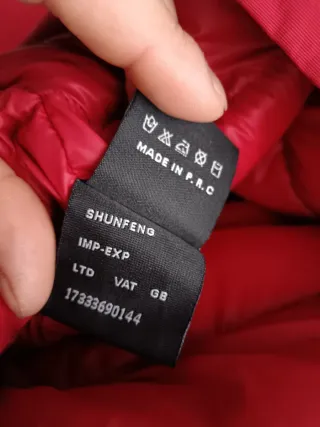 MADE IN P.R.C
SHUNFENG
IMP-EXP
LTD VAT GB
17333690144